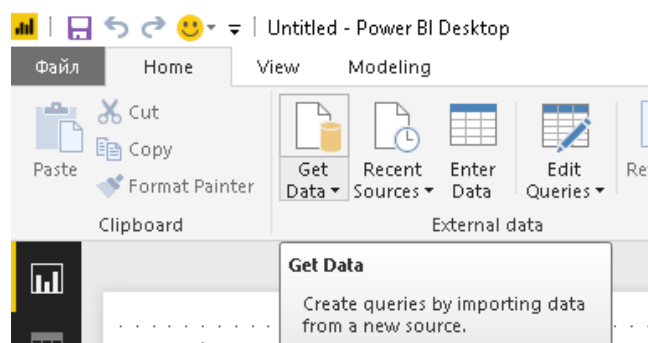 Untitled - Power BI Desktop
Файл Home View Modeling
Cut
Copy
Format Painter
Paste
Get Data
Recent Sources
Enter Data
Edit Queries
Re
Clipboard
External data
Get Data
Create queries by importing data
from a new source.